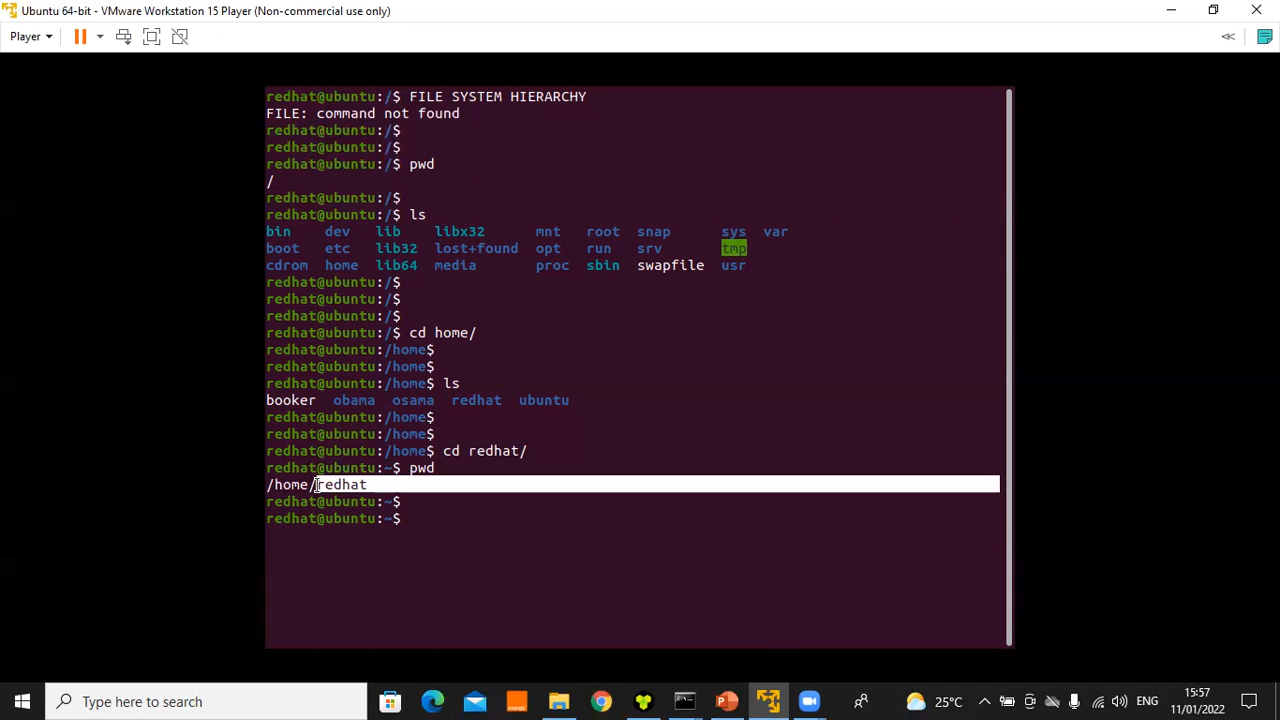 Ubuntu 64-bit - VMware Workstation 15 Player (Non-commercial use only)
Player
redhat@ubuntu:/$ FILE SYSTEM HIERARCHY
FILE: command not found
redhat@ubuntu:/$
redhat@ubuntu:/$
redhat@ubuntu:/$ pwd
/
redhat@ubuntu:/$
redhat@ubuntu:/$ ls
bin dev lib libx32 mnt root snap sys var
boot etc lib32 lost+found opt run srv tmp
cdrom home lib64 media proc sbin swapfile usr
redhat@ubuntu:/$
redhat@ubuntu:/$
redhat@ubuntu:/$
redhat@ubuntu:/$ cd home/
redhat@ubuntu:/home$
redhat@ubuntu:/home$
redhat@ubuntu:/home$ ls
booker obama osama redhat ubuntu
redhat@ubuntu:/home$
redhat@ubuntu:/home$
redhat@ubuntu:/home$ cd redhat/
redhat@ubuntu:~$ pwd
/home/redhat
redhat@ubuntu:~$
redhat@ubuntu:~$
Type here to search
25°C
ENG
15:57
11/01/2022